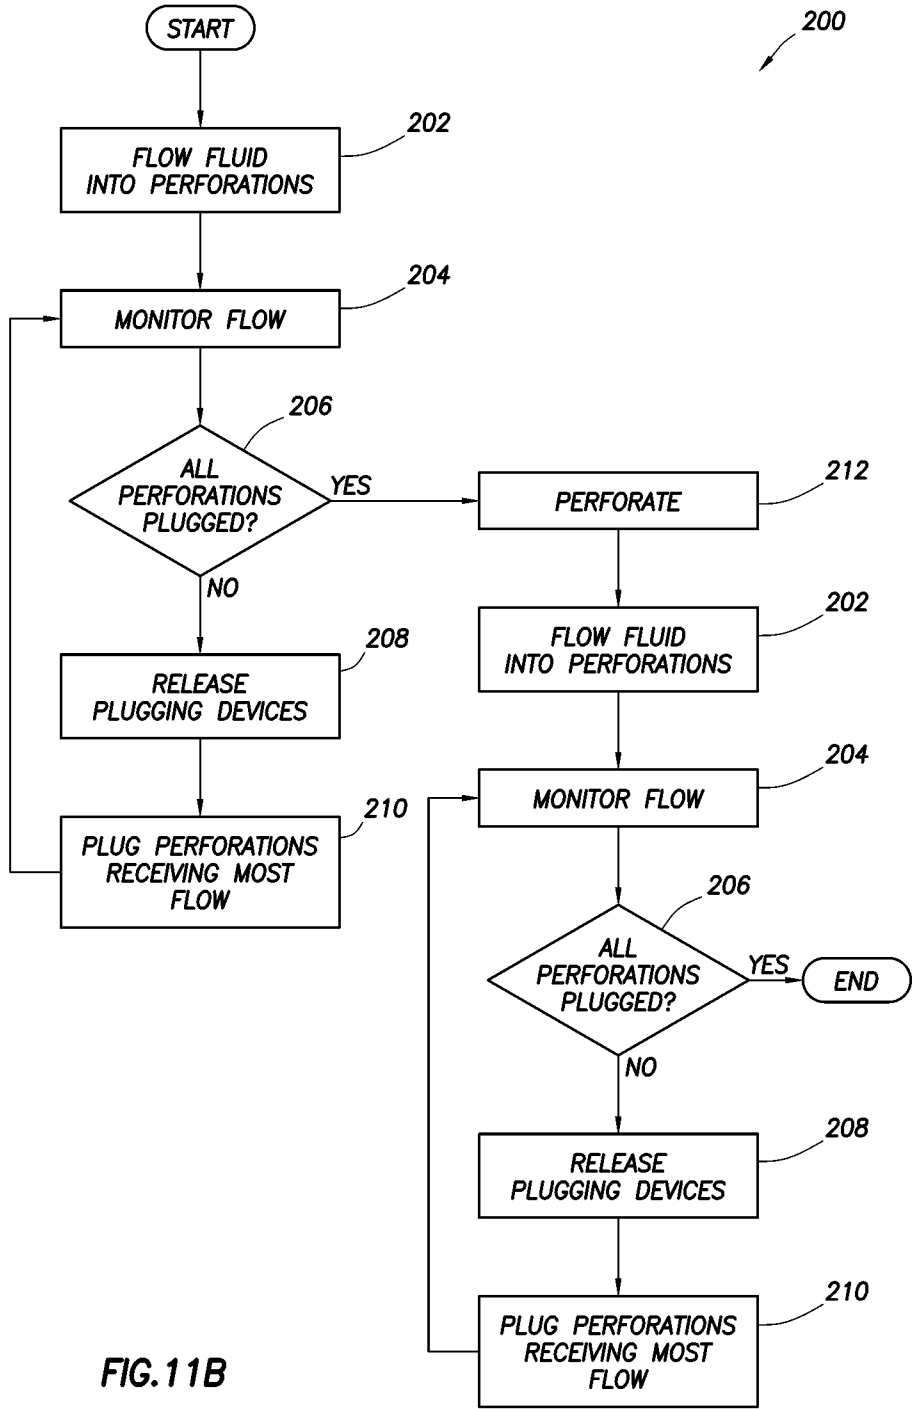 START
200
202
FLOW FLUID
INTO PERFORATIONS
204
MONITOR FLOW
206
ALL
PERFORATIONS
PLUGGED?
YES
NO
208
RELEASE
PLUGGING DEVICES
210
PLUG PERFORATIONS
RECEIVING MOST
FLOW
212
PERFORATE
202
FLOW FLUID
INTO PERFORATIONS
204
MONITOR FLOW
206
ALL
PERFORATIONS
PLUGGED?
YES
END
NO
208
RELEASE
PLUGGING DEVICES
210
PLUG PERFORATIONS
RECEIVING MOST
FLOW
FIG.11B